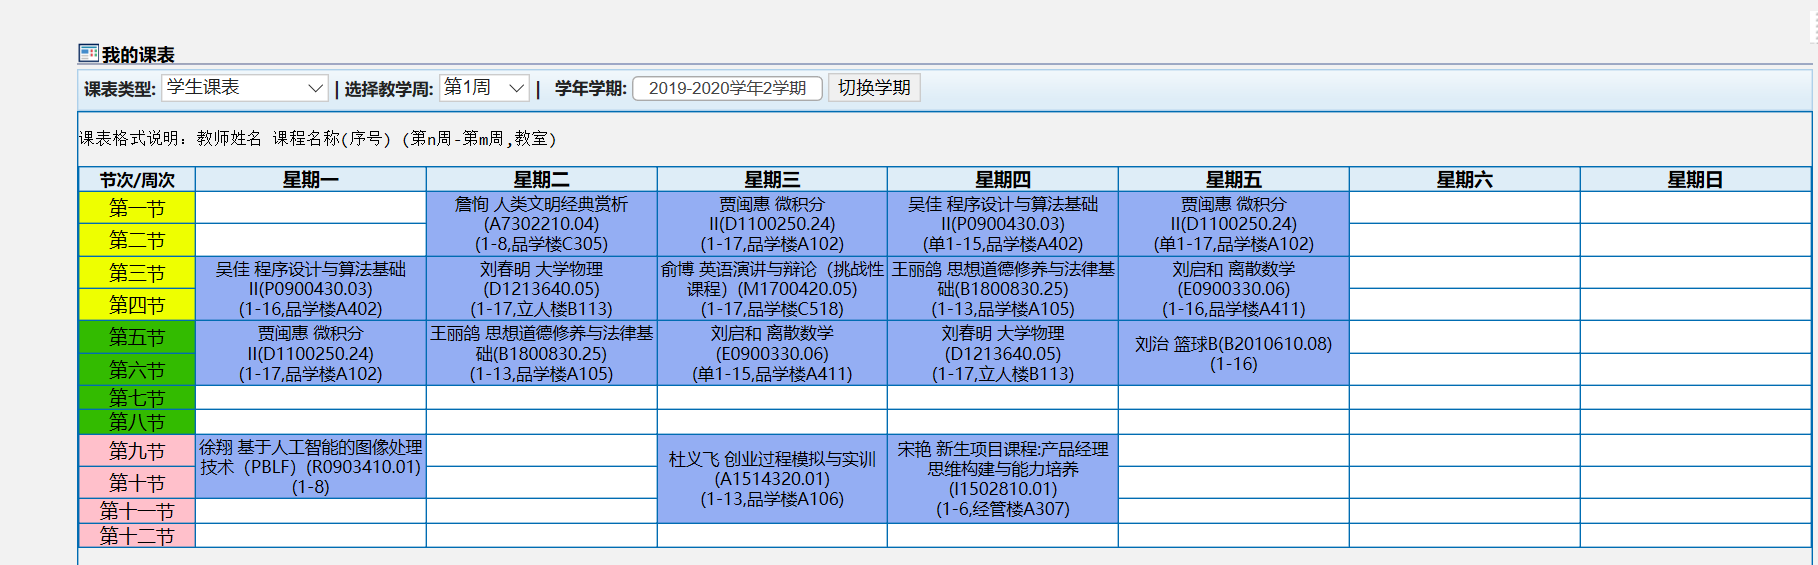 我的课表
课表类型: 学生课表 | 选择教学周: 第1周 | 学年学期: 2019-2020学年2学期 切换学期
课表格式说明：教师姓名 课程名称(序号) (第n周-第m周,教室)
节次/周次 星期一 星期二 星期三 星期四 星期五 星期六 星期日
第一节
第二节
詹恂 人类文明经典赏析
(A7302210.04)
(1-8,品学楼C305)
贾闽惠 微积分
II(D1100250.24)
(1-17,品学楼A102)
吴佳 程序设计与算法基础
II(P0900430.03)
(单1-15,品学楼A402)
贾闽惠 微积分
II(D1100250.24)
(单1-17,品学楼A102)
第三节
第四节
吴佳 程序设计与算法基础
II(P0900430.03)
(1-16,品学楼A402)
刘春明 大学物理
(D1213640.05)
(1-17,立人楼B113)
俞博 英语演讲与辩论（挑战性
课程）(M1700420.05)
(1-17,品学楼C518)
王丽鸽 思想道德修养与法律基
础(B1800830.25)
(1-13,品学楼A105)
刘启和 离散数学
(E0900330.06)
(1-16,品学楼A411)
第五节
第六节
贾闽惠 微积分
II(D1100250.24)
(1-17,品学楼A102)
王丽鸽 思想道德修养与法律基
础(B1800830.25)
(1-13,品学楼A105)
刘启和 离散数学
(E0900330.06)
(单1-15,品学楼A411)
刘春明 大学物理
(D1213640.05)
(1-17,立人楼B113)
刘治 篮球B(B2010610.08)
(1-16)
第七节
第八节
第九节
第十节
第十一节
徐翔 基于人工智能的图像处理
技术（PBLF）(R0903410.01)
(1-8)
杜义飞 创业过程模拟与实训
(A1514320.01)
(1-13,品学楼A106)
宋艳 新生项目课程:产品经理
思维构建与能力培养
(I1502810.01)
(1-6,经管楼A307)
第十二节